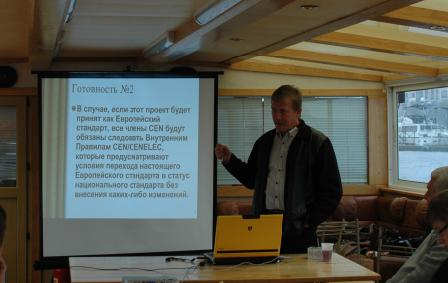 Готовность №2
В случае, если этот проект будет
принят как Европейский
стандарт, все члены CEN будут
обязаны следовать Внутренним
Правилам CEN/CENELEC,
которые предусматривают
условия перехода настоящего
Европейского стандарта в статус
национального стандарта без
внесения каких-либо изменений.